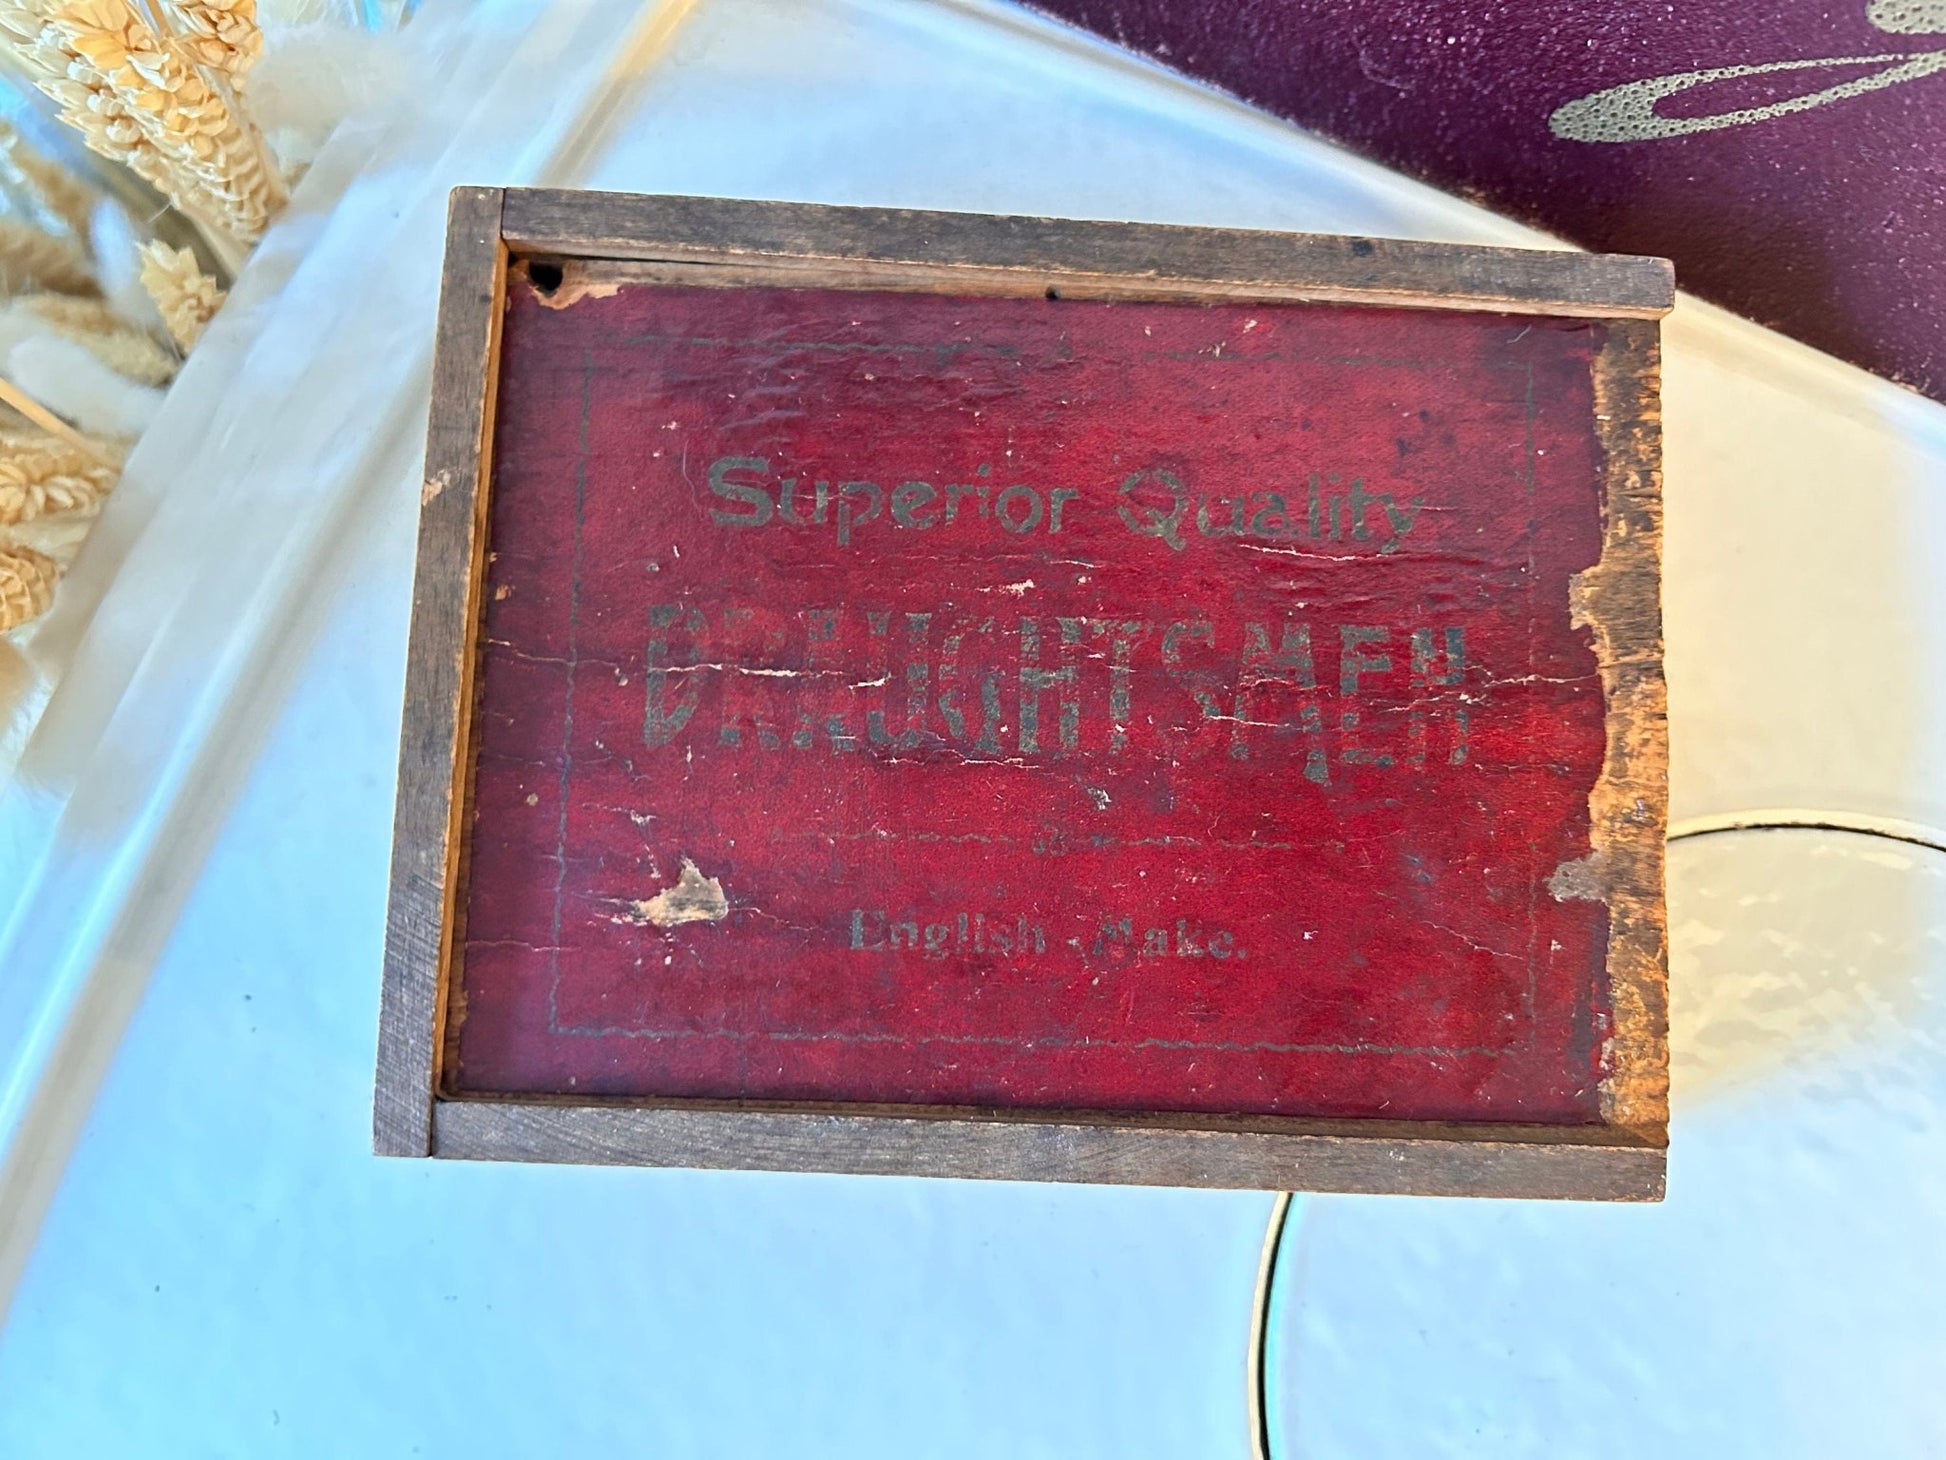 Superior Quality
DRAUGHTSMEN
English Make.